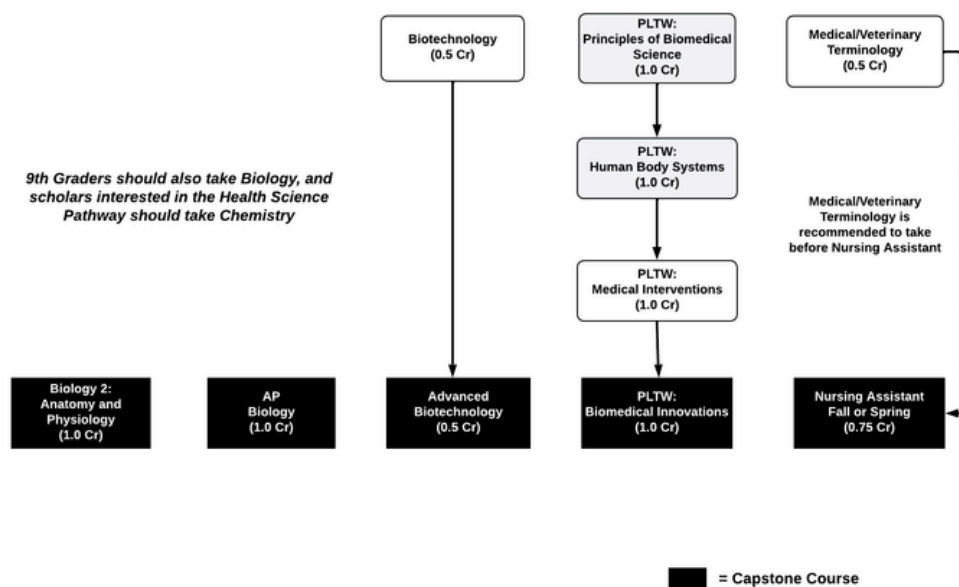 Biotechnology
(0.5 Cr)
PLTW:
Principles of Biomedical
Science
(1.0 Cr)
Medical/Veterinary
Terminology
(0.5 Cr)
PLTW:
Human Body Systems
(1.0 Cr)
9th Graders should also take Biology, and
scholars interested in the Health Science
Pathway should take Chemistry
Medical/Veterinary
Terminology is
recommended to take
before Nursing Assistant
PLTW:
Medical Interventions
(1.0 Cr)
Biology 2:
Anatomy and
Physiology
(1.0 Cr)
AP
Biology
(1.0 Cr)
Advanced
Biotechnology
(0.5 Cr)
PLTW:
Biomedical Innovations
(1.0 Cr)
Nursing Assistant
Fall or Spring
(0.75 Cr)
= Capstone Course